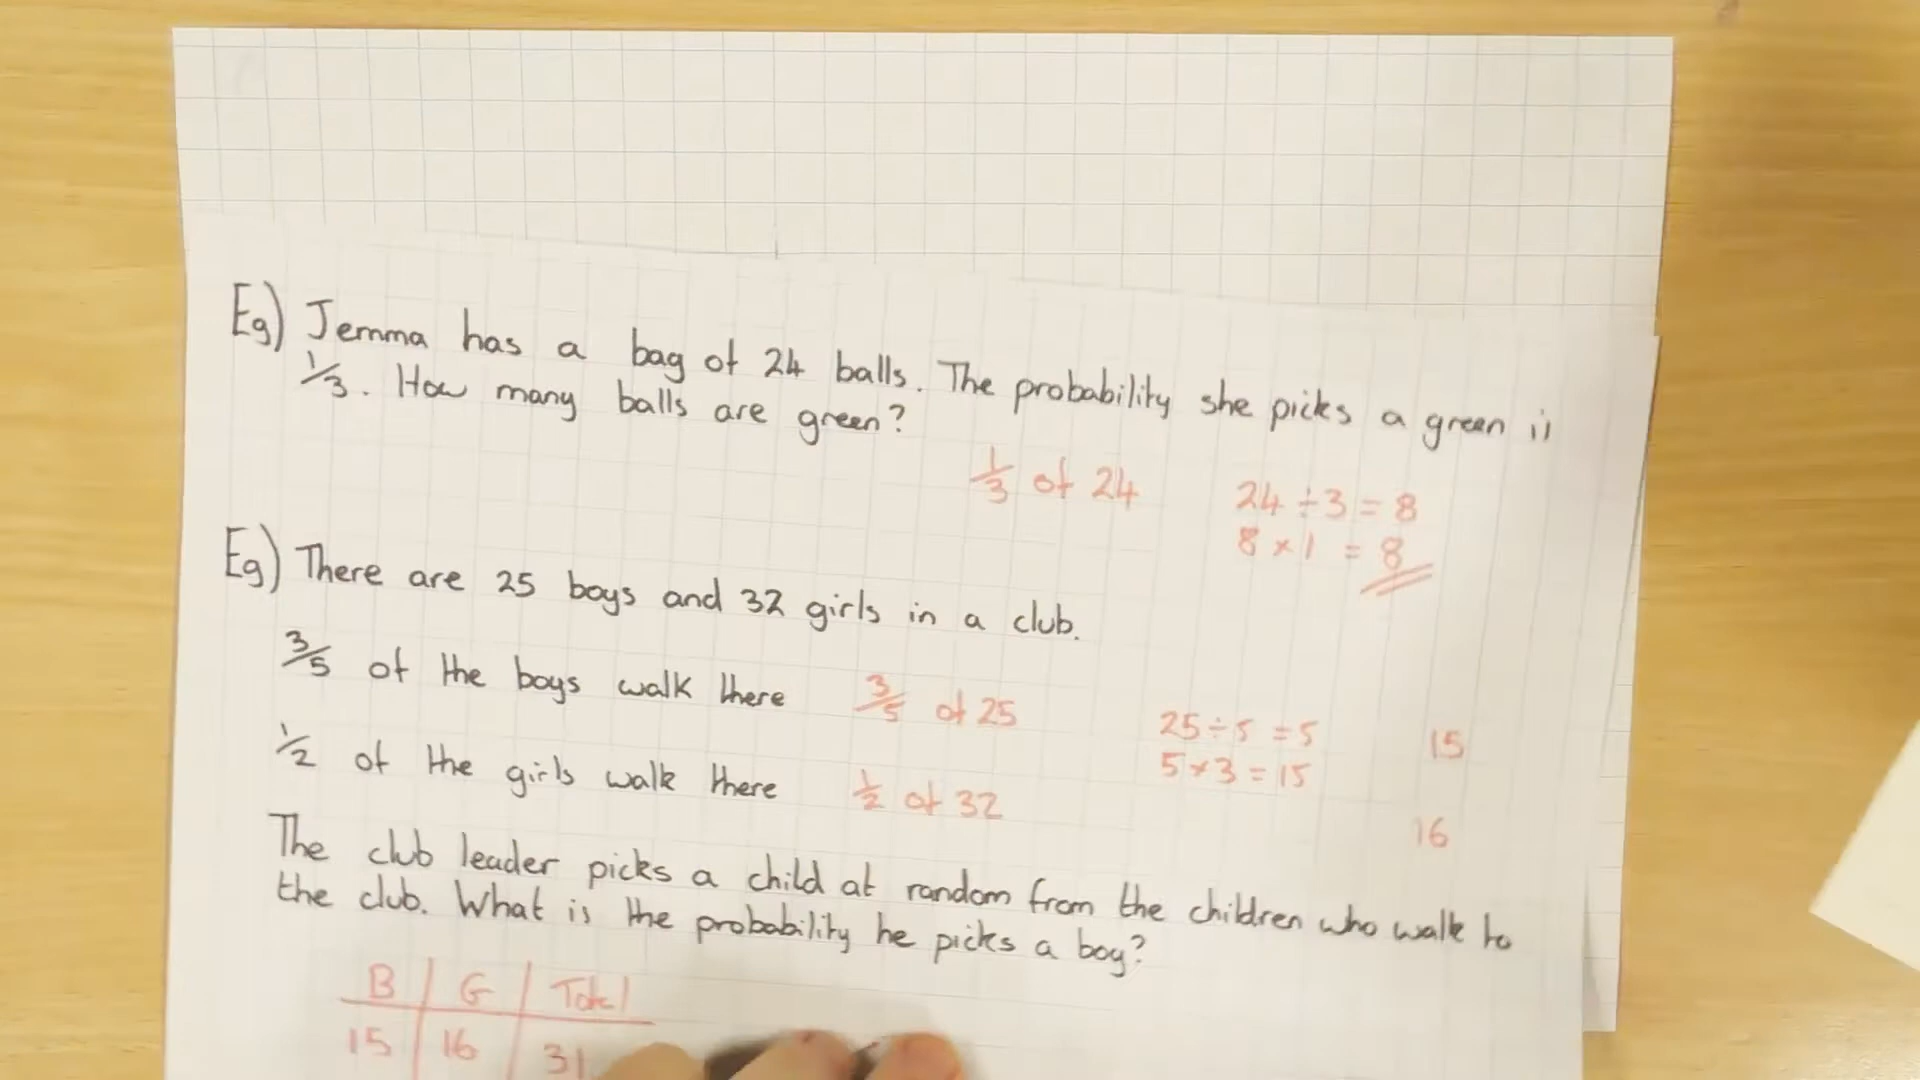 Eg) Jemma has a bag of 24 balls. The probability she picks a green is
1/3. How many balls are green?
1/3 of 24
24 ÷ 3 = 8
8 × 1 = 8
Eg) There are 25 boys and 32 girls in a club.
3/5 of the boys walk there
3/5 of 25
25 ÷ 5 = 5
5 × 3 = 15
15
1/2 of the girls walk there
1/2 of 32
16
The club leader picks a child at random from the children who walk to
the club. What is the probability he picks a boy?
B G Total
15 16 31